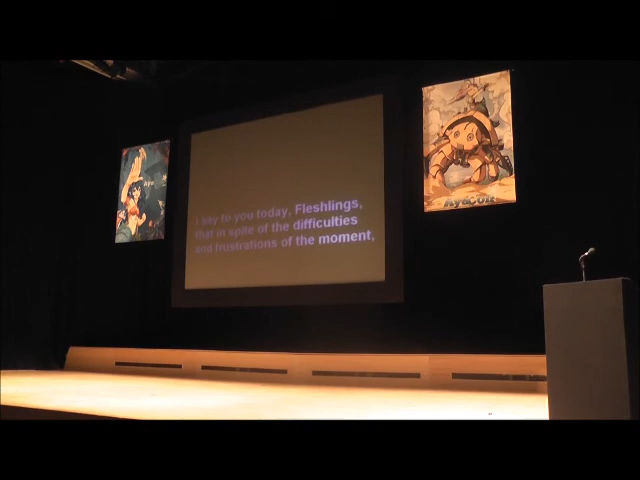 I say to you today, Fleshlings,
that in spite of the difficulties
and frustrations of the moment,
Ayacon